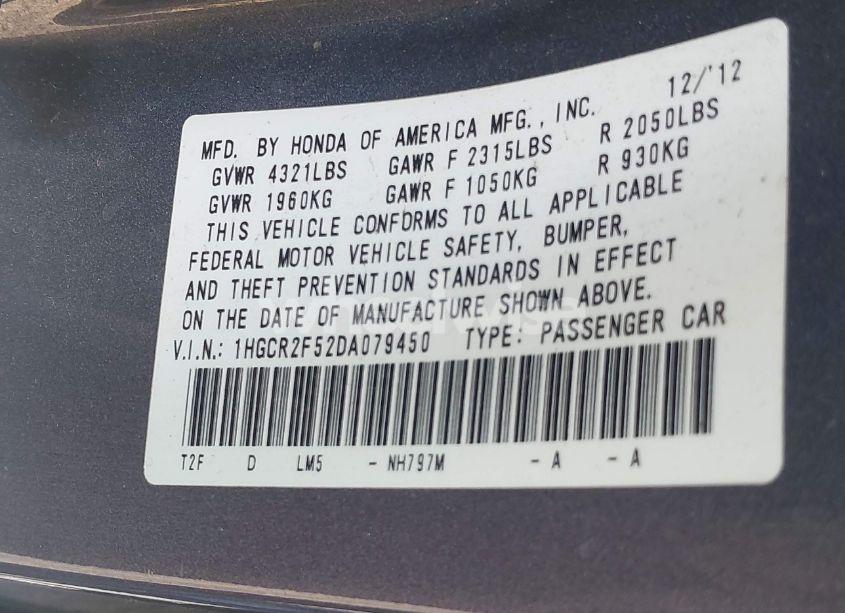 12/'12
MFD. BY HONDA OF AMERICA MFG., INC.
GVWR 4321LBS GAWR F 2315LBS R 2050LBS
GVWR 1960KG GAWR F 1050KG R 930KG
THIS VEHICLE CONFORMS TO ALL APPLICABLE
FEDERAL MOTOR VEHICLE SAFETY, BUMPER,
AND THEFT PREVENTION STANDARDS IN EFFECT
ON THE DATE OF MANUFACTURE SHOWN ABOVE.
V.I.N.: 1HGCR2F52DA079450 TYPE: PASSENGER CAR
T2F D LM5 - NH797M - A - A